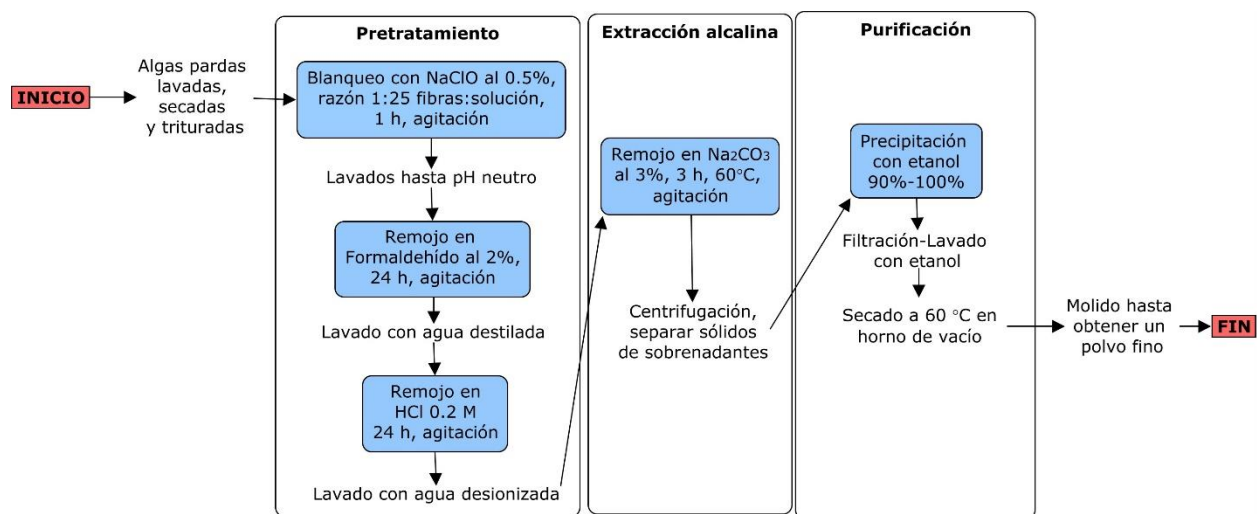 INICIO
Algas pardas
lavadas,
secadas
y trituradas
Pretratamiento
Blanqueo con NaClO al 0.5%,
razón 1:25 fibras:solución,
1 h, agitación
Lavados hasta pH neutro
Remojo en
Formaldehído al 2%,
24 h, agitación
Lavado con agua destilada
Remojo en
HCl 0.2 M
24 h, agitación
Lavado con agua desionizada
Extracción alcalina
Remojo en Na₂CO₃
al 3%, 3 h, 60°C,
agitación
Centrifugación,
separar sólidos
de sobrenadantes
Purificación
Precipitación
con etanol
90%-100%
Filtración-Lavado
con etanol
Secado a 60 °C en
horno de vacío
Molido hasta
obtener un
polvo fino
FIN